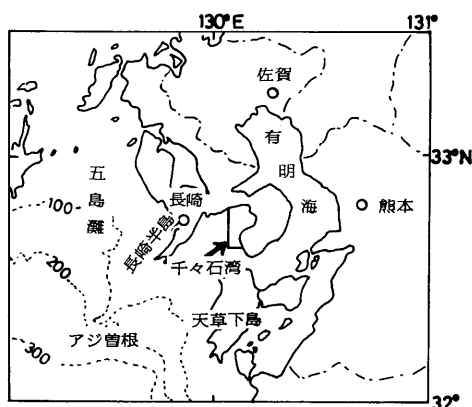 130°E
131°
佐賀
有明海
33°N
五島灘
長崎
熊本
100
長崎半島
千々石湾
200
天草下島
アジ曽根
300
32°